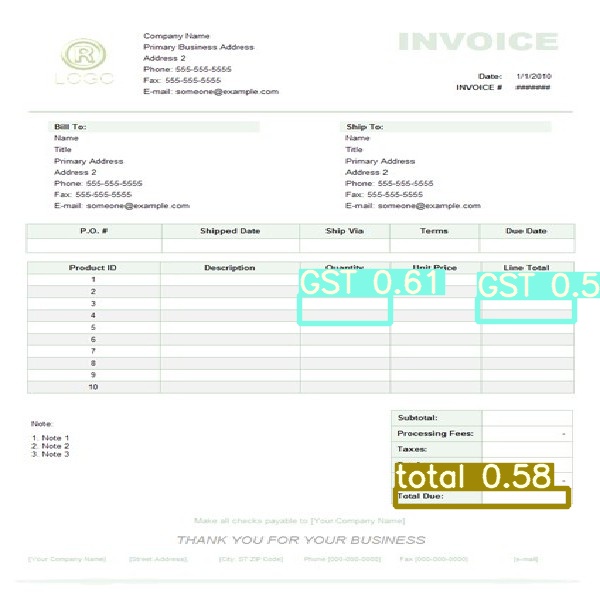 Company Name
Primary Business Address
Address 2
Phone: 555-555-5555
Fax: 555-555-5555
E-mail: someone@example.com
® LOGO
INVOICE
Date: 1/1/2010
INVOICE # #######
Bill To:
Name
Title
Primary Address
Address 2
Phone: 555-555-5555
Fax: 555-555-5555
E-mail: someone@example.com
Ship To:
Name
Title
Primary Address
Address 2
Phone: 555-555-5555
Fax: 555-555-5555
E-mail: someone@example.com
P.O. # Shipped Date Ship Via Terms Due Date
Product ID Description Quantity Unit Price Line Total
GST 0.61 GST 0.5
1
2
3
4
5
6
7
8
9
10
Note:
1. Note 1
2. Note 2
3. Note 3
Subtotal:
Processing Fees: -
Taxes:
total 0.58 -
Total Due:
Make all checks payable to [Your Company Name]
THANK YOU FOR YOUR BUSINESS
[Your Company Name] [Street Address] [City, ST ZIP Code] Phone [000-000-0000] Fax [000-000-0000] [e-mail]